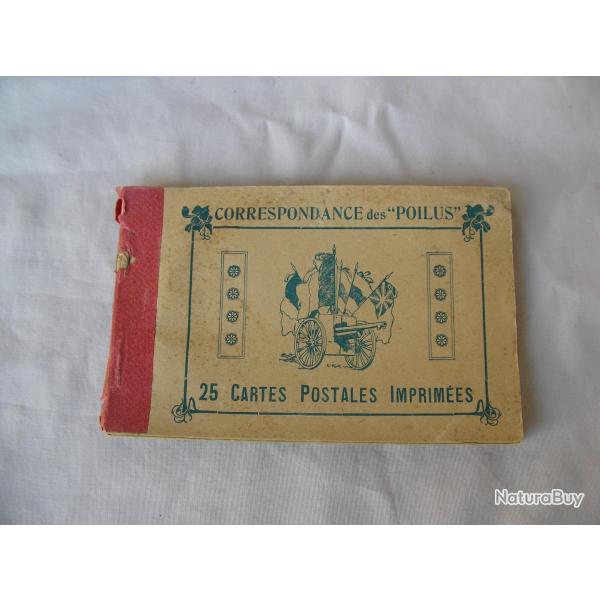 CORRESPONDANCE des "POILUS"
25 CARTES POSTALES IMPRIMÉES
NaturaBuy